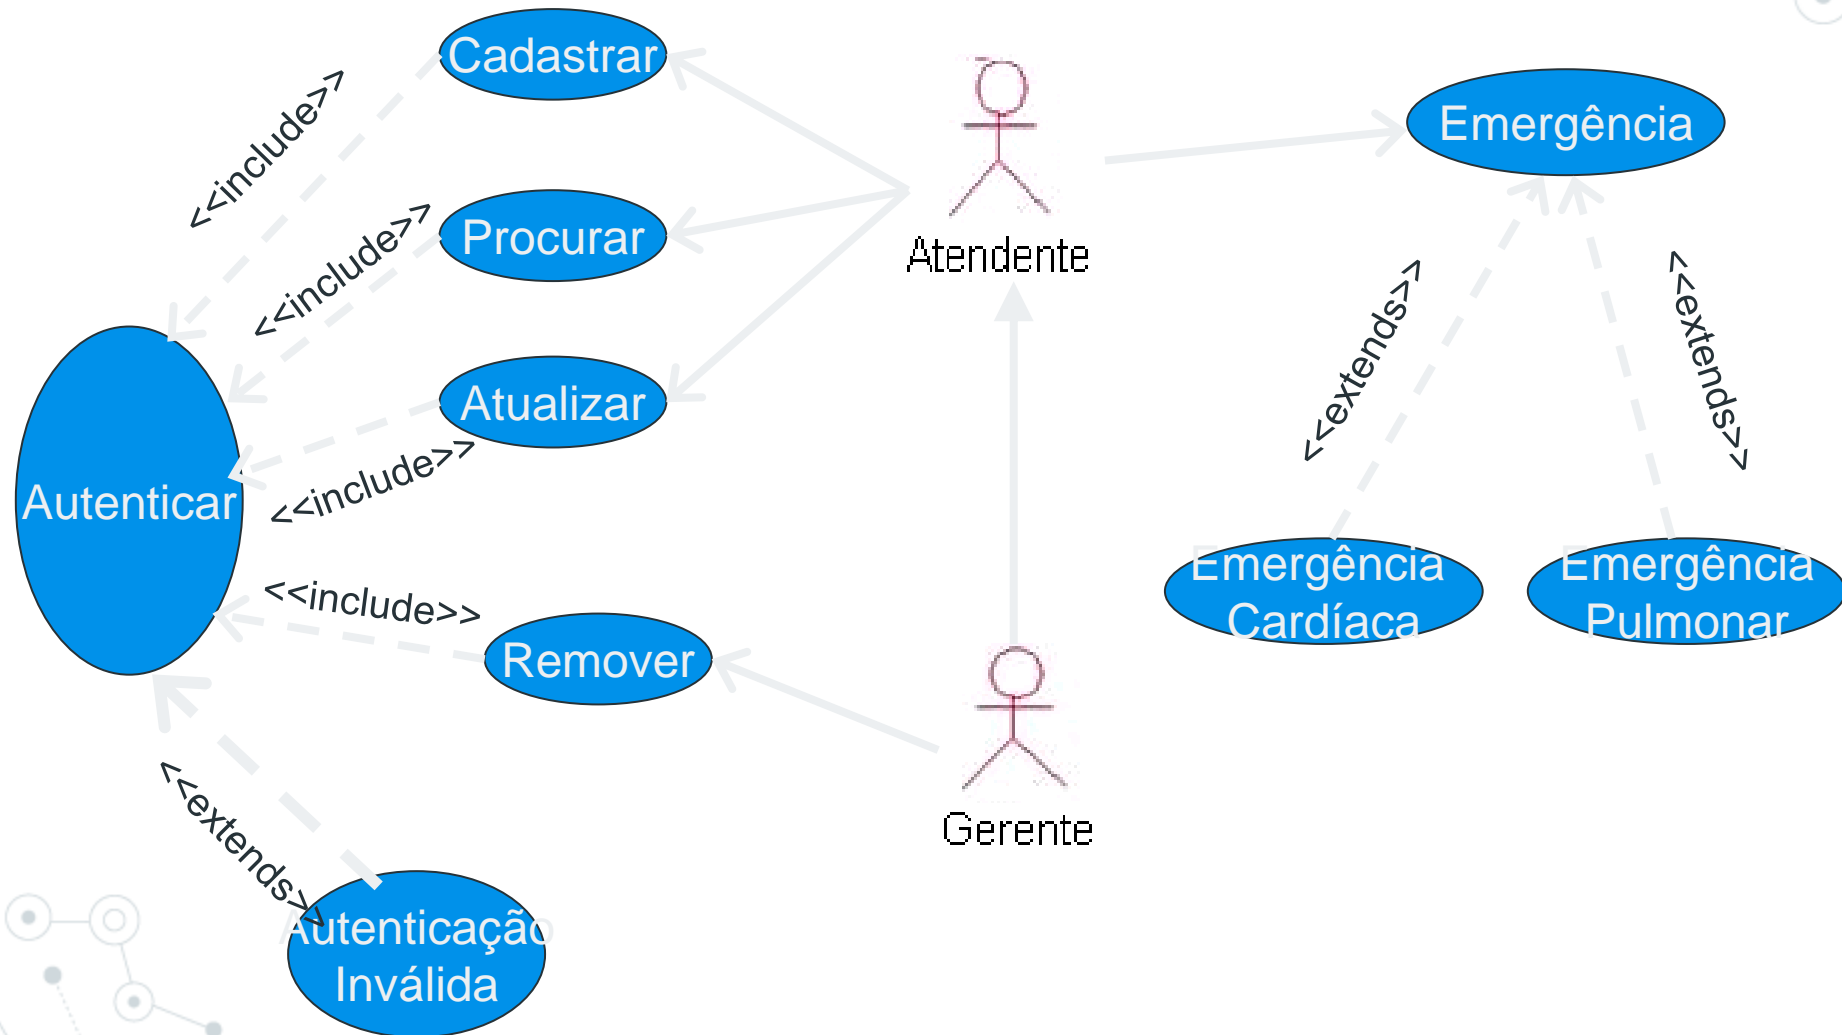 Cadastrar
<<include>>
Emergência
Procurar
<<include>>
Atendente
Atualizar
<<include>>
<<extends>>
<<extends>>
Autenticar
<<include>>
Remover
Emergência
Cardíaca
Emergência
Pulmonar
Gerente
<<extends>>
Autenticação
Inválida